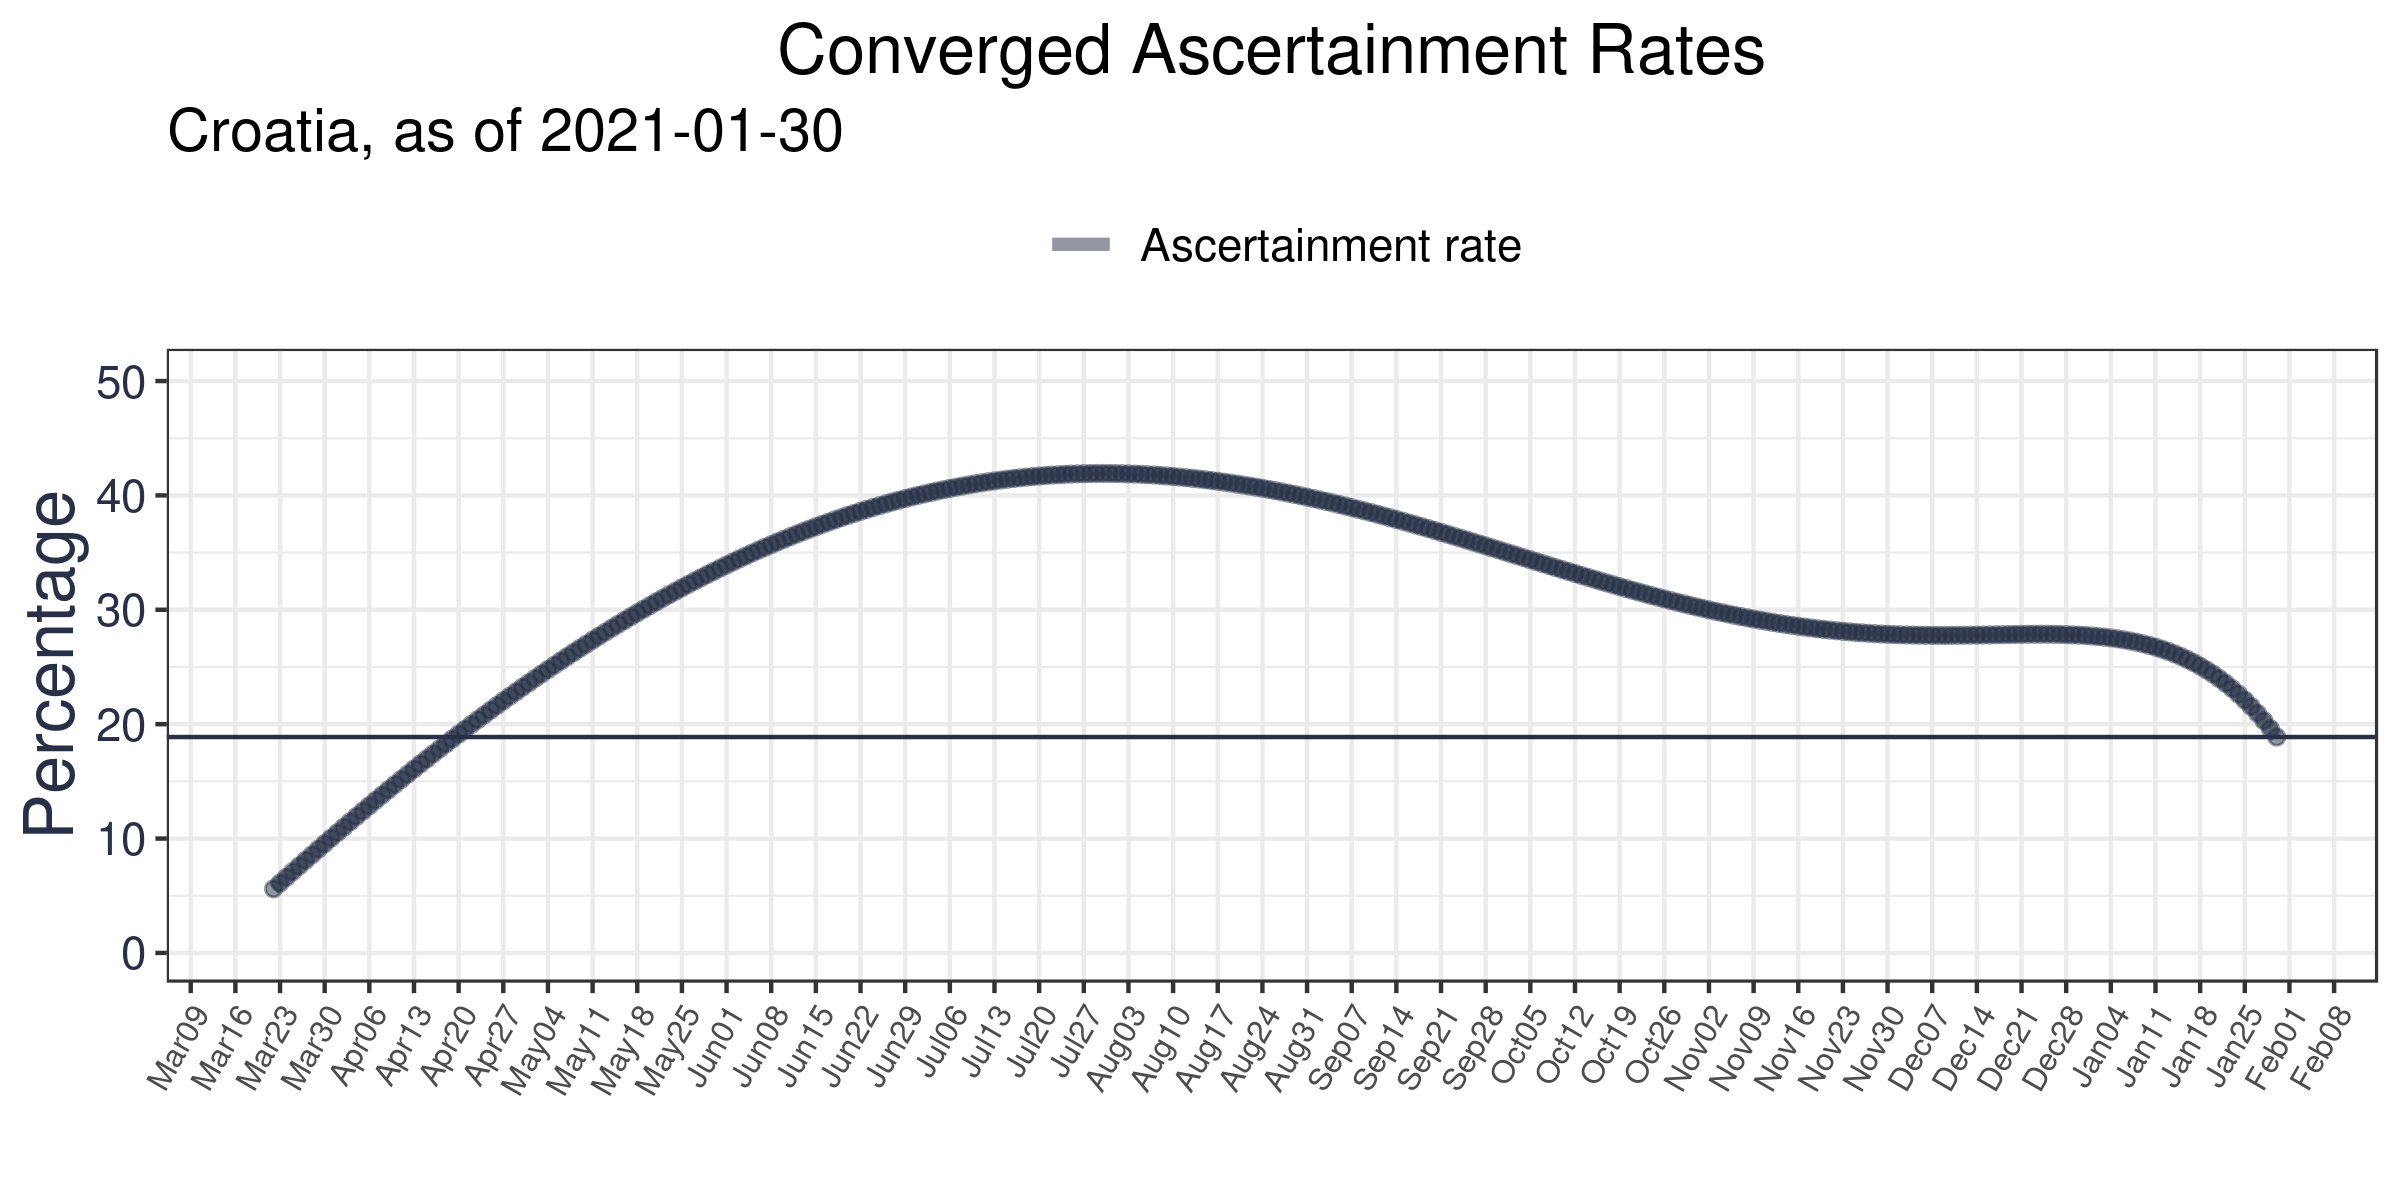 Converged Ascertainment Rates
Croatia, as of 2021-01-30
Ascertainment rate
Percentage
50
40
30
20
10
0
Mar09 Mar16 Mar23 Mar30 Apr06 Apr13 Apr20 Apr27 May04 May11 May18 May25 Jun01 Jun08 Jun15 Jun22 Jun29 Jul06 Jul13 Jul20 Jul27 Aug03 Aug10 Aug17 Aug24 Aug31 Sep07 Sep14 Sep21 Sep28 Oct05 Oct12 Oct19 Oct26 Nov02 Nov09 Nov16 Nov23 Nov30 Dec07 Dec14 Dec21 Dec28 Jan04 Jan11 Jan18 Jan25 Feb01 Feb08